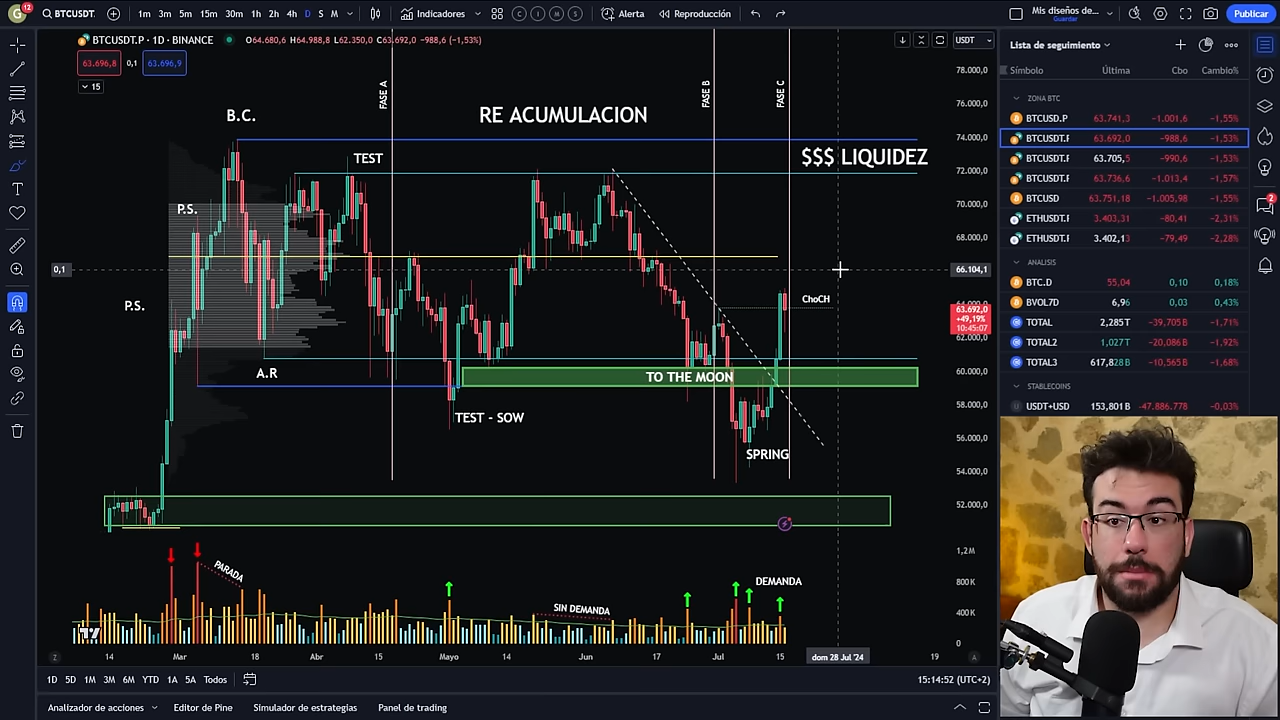 G 12 BTCUSDT. 1m 3m 5m 15m 30m 1h 2h 4h D S M Indicadores C I M S Alerta Reproducción Mis diseños de... Guardar Publicar
BTCUSDT.P · 1D · BINANCE O64.680,6 H64.988,8 L62.350,0 C63.692,0 −988,6 (−1,53%) USDT
63.696,8 0,1 63.696,9
15
FASE A
FASE B
FASE C
B.C.
RE ACUMULACION
TEST
$$$ LIQUIDEZ
P.S.
P.S.
ChoCH
A.R
TO THE MOON
TEST - SOW
SPRING
PARADA
SIN DEMANDA
DEMANDA
0,1
78.000,0
76.000,0
74.000,0
72.000,0
70.000,0
68.000,0
66.104,1
63.692,0
+49,19%
10:45:07
62.000,0
60.000,0
58.000,0
56.000,0
54.000,0
52.000,0
1,2M
800K
400K
0
Z 14 Mar 18 Abr 15 Mayo 14 Jun 17 Jul 15 dom 28 Jul '24 19 A
1D 5D 1M 3M 6M YTD 1A 5A Todos 15:14:52 (UTC+2)
Analizador de acciones Editor de Pine Simulador de estrategias Panel de trading
Lista de seguimiento
Símbolo Última Cbo Cambio%
ZONA BTC
BTCUSD.P 63.741,3 −1.001,6 −1,55%
BTCUSDT.F 63.692,0 −988,6 −1,53%
BTCUSDT.F 63.705,5 −990,6 −1,53%
BTCUSDT.F 63.736,6 −1.013,4 −1,57%
BTCUSD 63.751,18 −1.005,98 −1,55%
ETHUSDT.F 3.403,31 −80,41 −2,31%
ETHUSDT.F 3.402,13 −79,49 −2,28%
ANALISIS
BTC.D 55,04 0,10 0,18%
BVOL7D 6,96 0,03 0,43%
TOTAL 2,285T −39,705B −1,71%
TOTAL2 1,027T −20,086B −1,92%
TOTAL3 617,828B −10,565B −1,68%
STABLECOINS
USDT+USD 153,801B −47.886.778 −0,03%
2